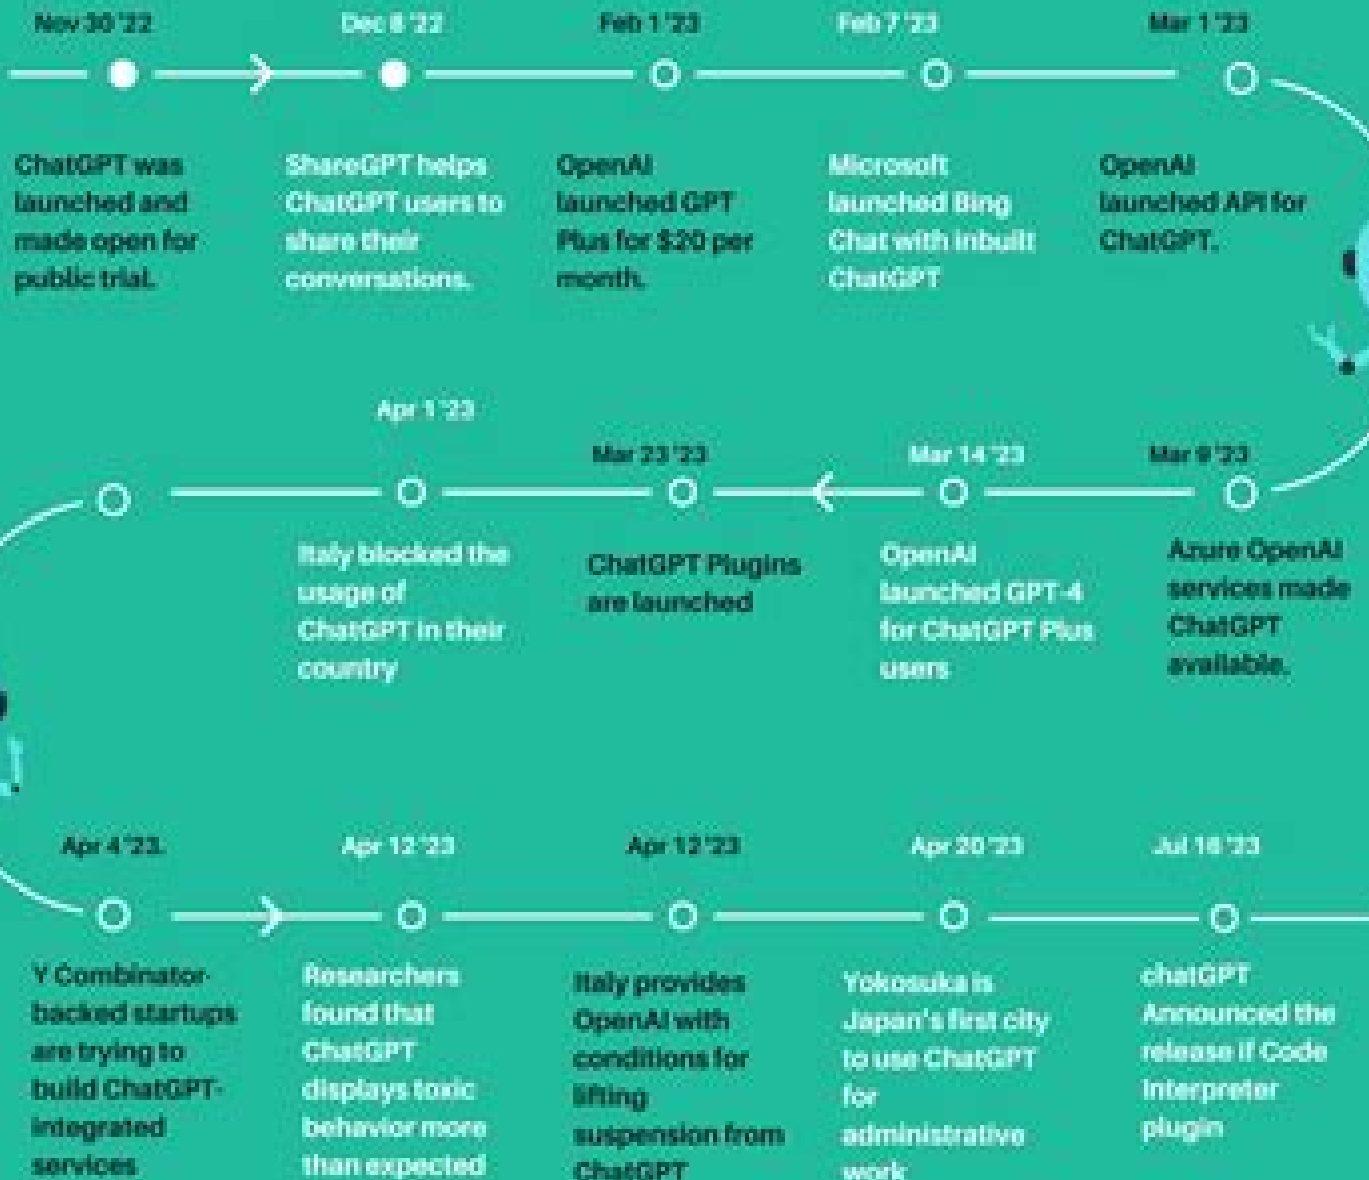 Nov 30 '22
Dec 8 '22
Feb 1 '23
Feb 7 '23
Mar 1 '23
ChatGPT was
launched and
made open for
public trial.
ShareGPT helps
ChatGPT users to
share their
conversations.
OpenAI
launched GPT
Plus for $20 per
month.
Microsoft
launched Bing
Chat with inbuilt
ChatGPT
OpenAI
launched API for
ChatGPT.
Mar 9 '23
Azure OpenAI
services made
ChatGPT
available.
Mar 14 '23
OpenAI
launched GPT-4
for ChatGPT Plus
users
Mar 23 '23
ChatGPT Plugins
are launched
Apr 1 '23
Italy blocked the
usage of
ChatGPT in their
country
Apr 4 '23.
Y Combinator-
backed startups
are trying to
build ChatGPT-
integrated
services
Apr 12 '23
Researchers
found that
ChatGPT
displays toxic
behavior more
than expected
Apr 12 '23
Italy provides
OpenAI with
conditions for
lifting
suspension from
ChatGPT
Apr 20 '23
Yokosuka is
Japan's first city
to use ChatGPT
for
administrative
work
Jul '23
chatGPT
Announced the
release if Code
Interpreter
plugin